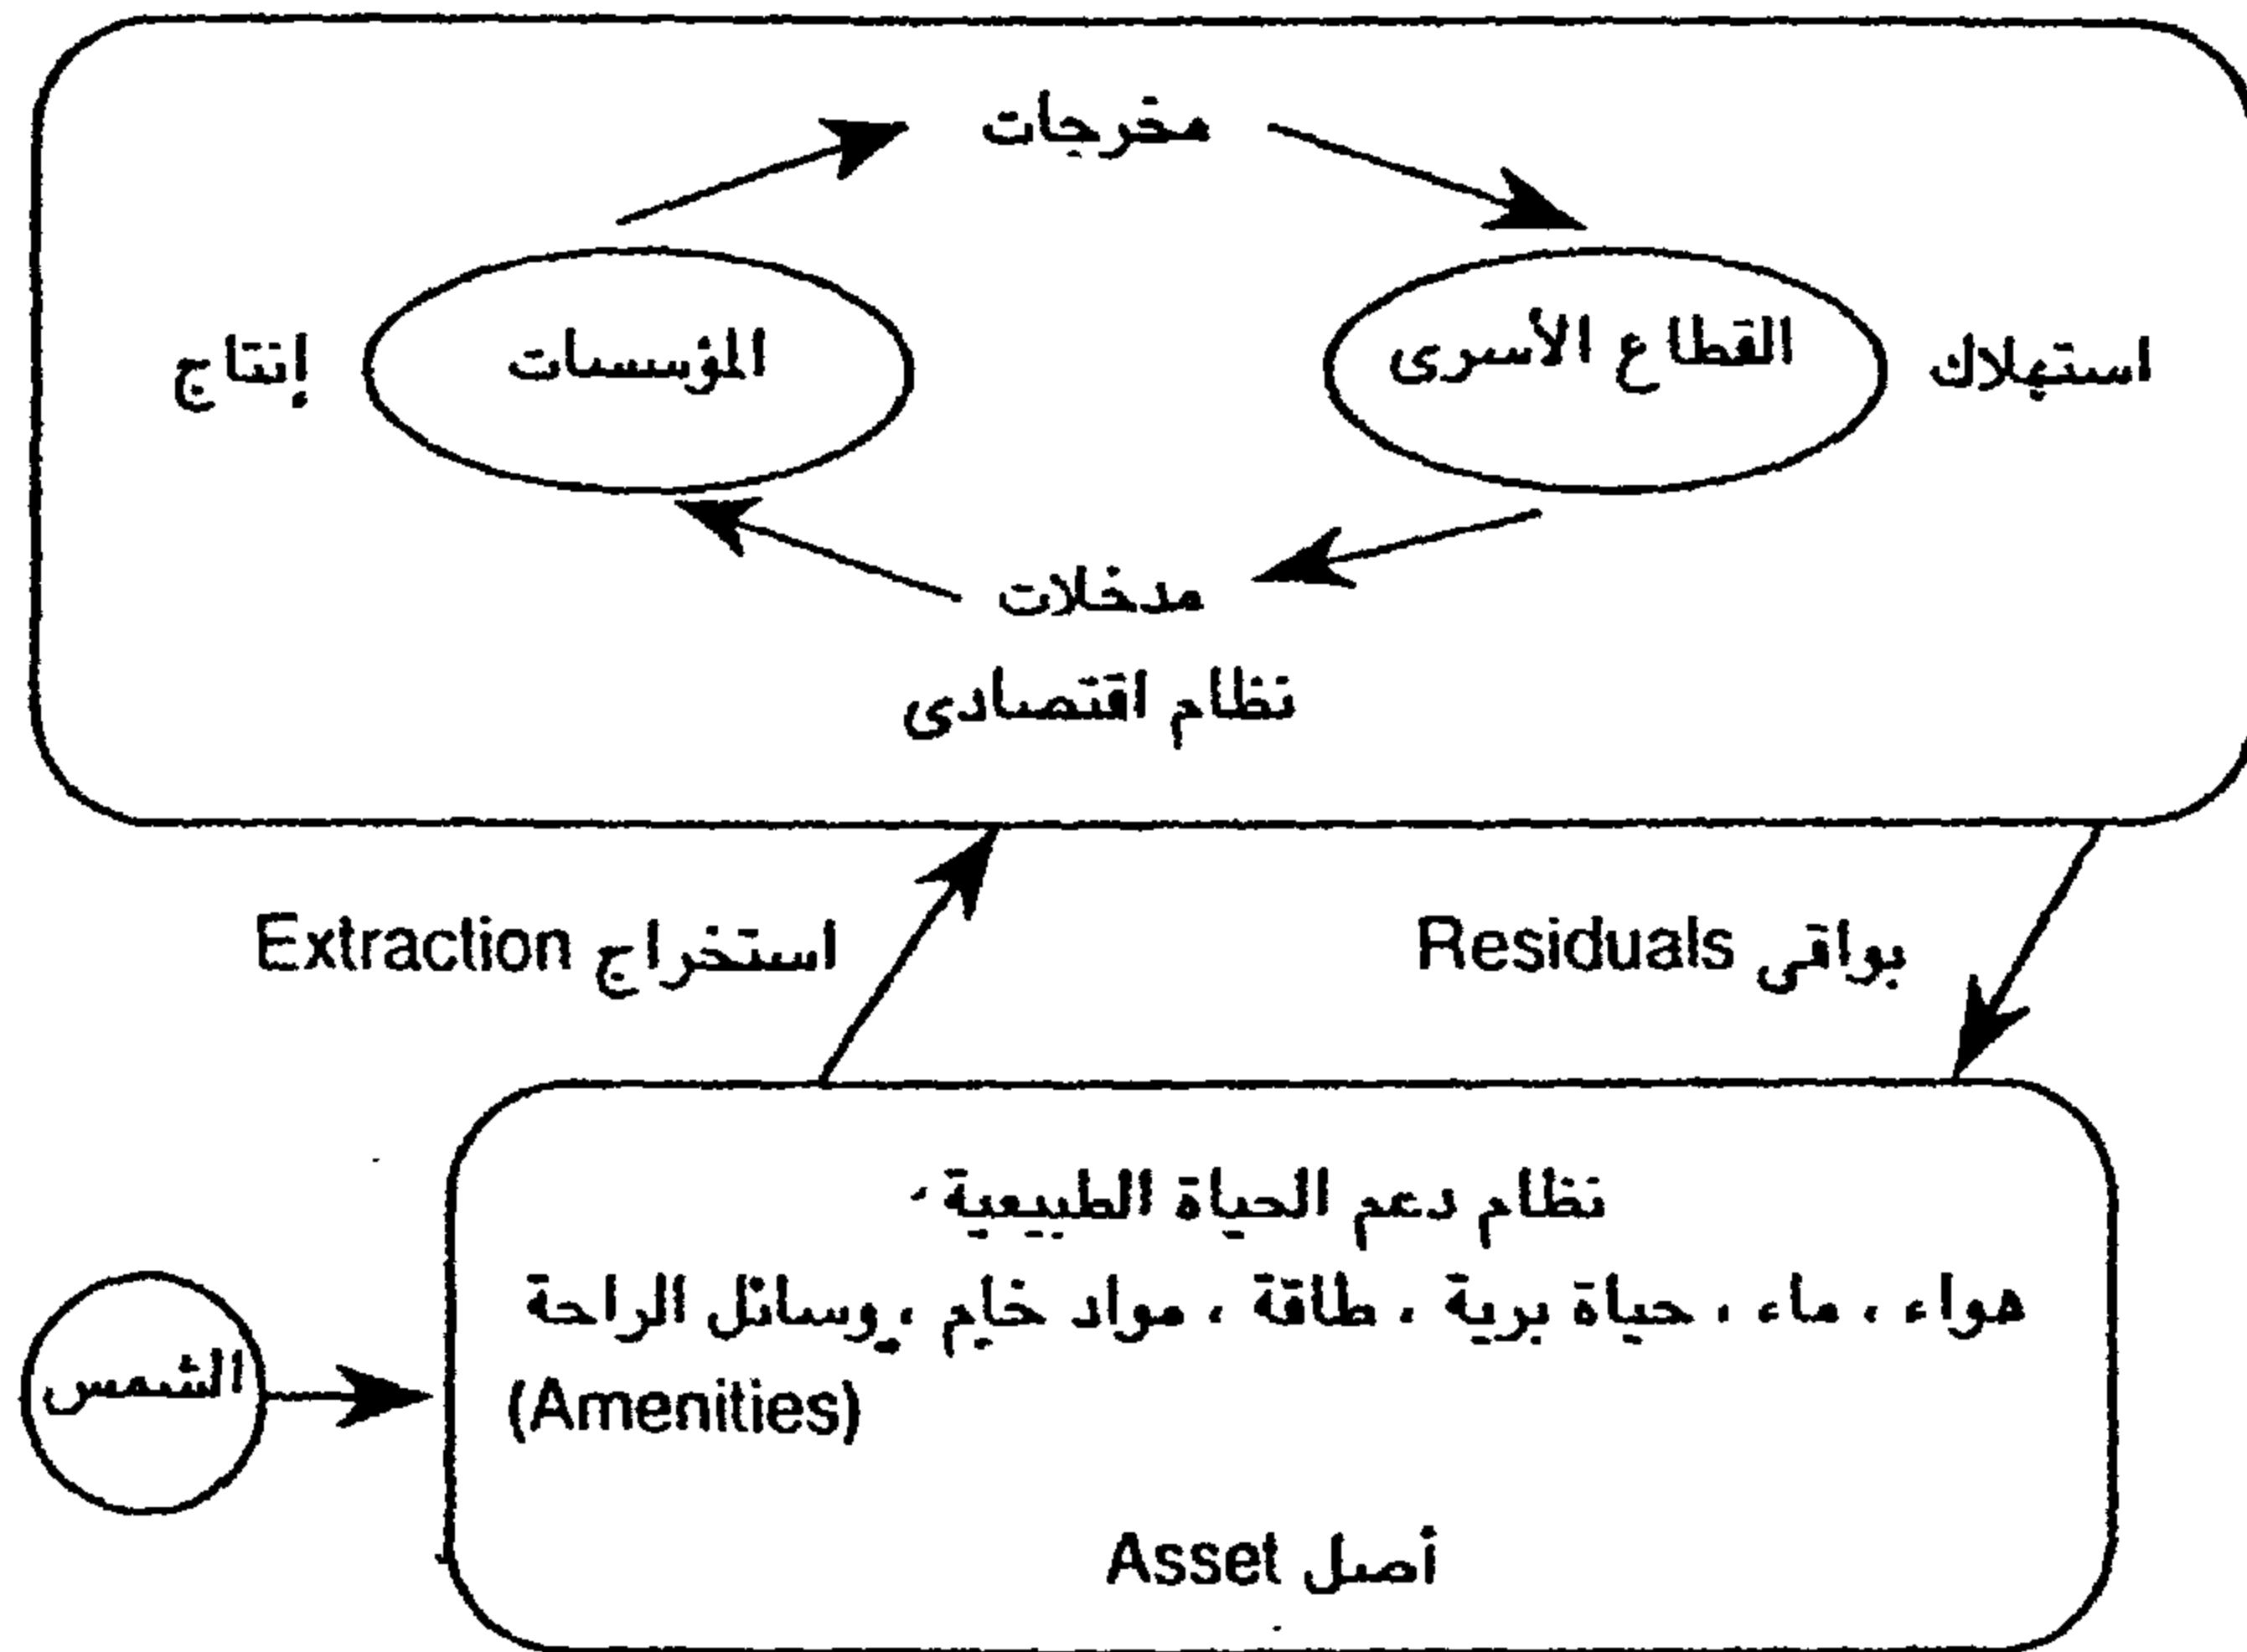 مخرجات
المؤسسات
إنتاج
القطاع الأسرى
استهلاك
مدخلات
نظام اقتصادى
استخراج Extraction
بواقى Residuals
نظام دعم الحياة الطبيعية
هواء ، ماء ، حياة برية ، طاقة ، مواد خام ، وسائل الراحة
(Amenities)
الشمس
أصل Asset